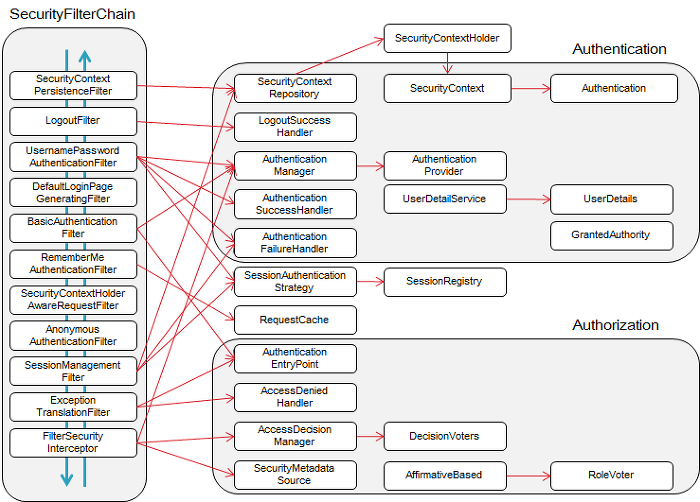 SecurityFilterChain
SecurityContext
PersistenceFilter
LogoutFilter
UsernamePassword
AuthenticationFilter
DefaultLoginPage
GeneratingFilter
BasicAuthentication
Filter
RememberMe
AuthenticationFilter
SecurityContextHolder
AwareRequestFilter
Anonymous
AuthenticationFilter
SessionManagement
Filter
Exception
TranslationFilter
FilterSecurity
Interceptor
SecurityContextHolder
Authentication
SecurityContext
Repository
SecurityContext
Authentication
LogoutSuccess
Handler
Authentication
Manager
Authentication
Provider
Authentication
SuccessHandler
UserDetailService
UserDetails
Authentication
FailureHandler
GrantedAuthority
SessionAuthentication
Strategy
SessionRegistry
RequestCache
Authorization
Authentication
EntryPoint
AccessDenied
Handler
AccessDecision
Manager
DecisionVoters
SecurityMetadata
Source
AffirmativeBased
RoleVoter